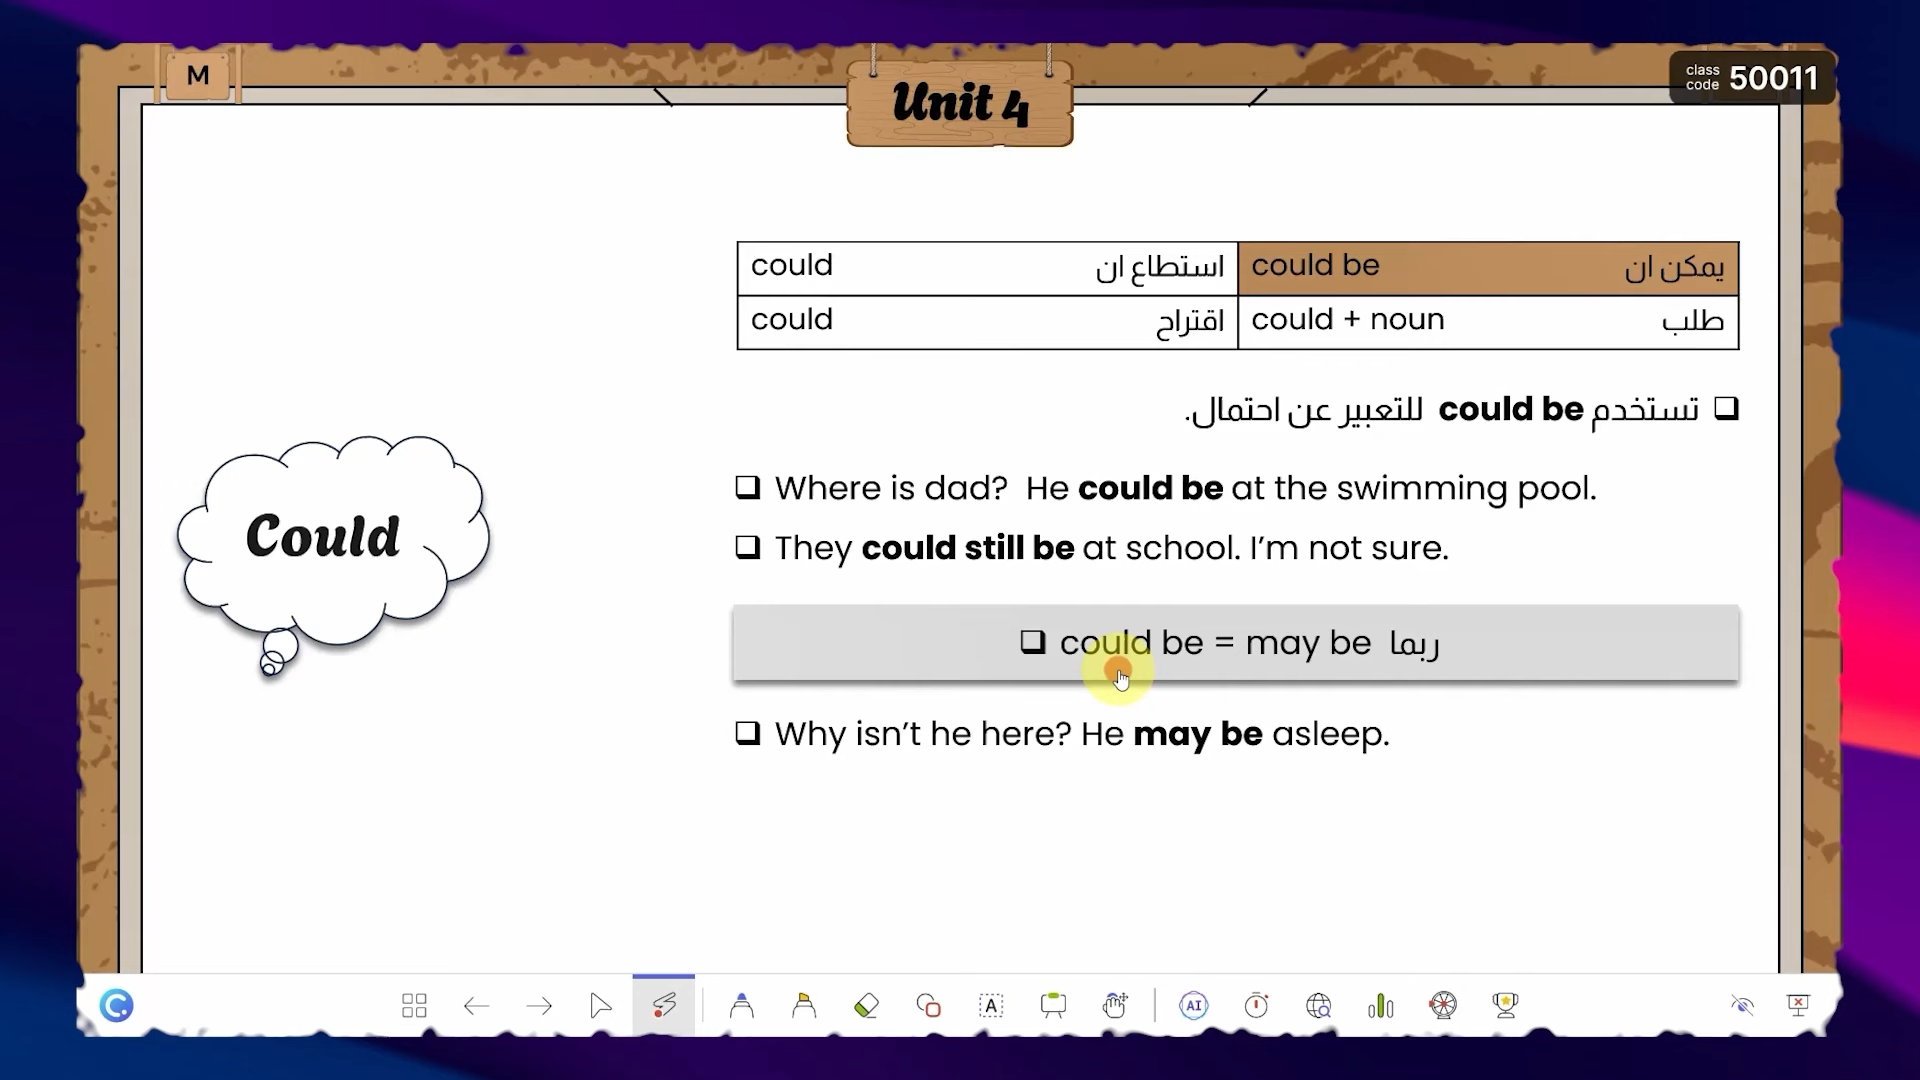 M
Unit 4
class code 50011
could استطاع ان could be يمكن ان
could اقتراح could + noun طلب
تستخدم could be للتعبير عن احتمال.
Where is dad? He could be at the swimming pool.
They could still be at school. I'm not sure.
Could
could be = may be ربما
Why isn't he here? He may be asleep.
A
AI